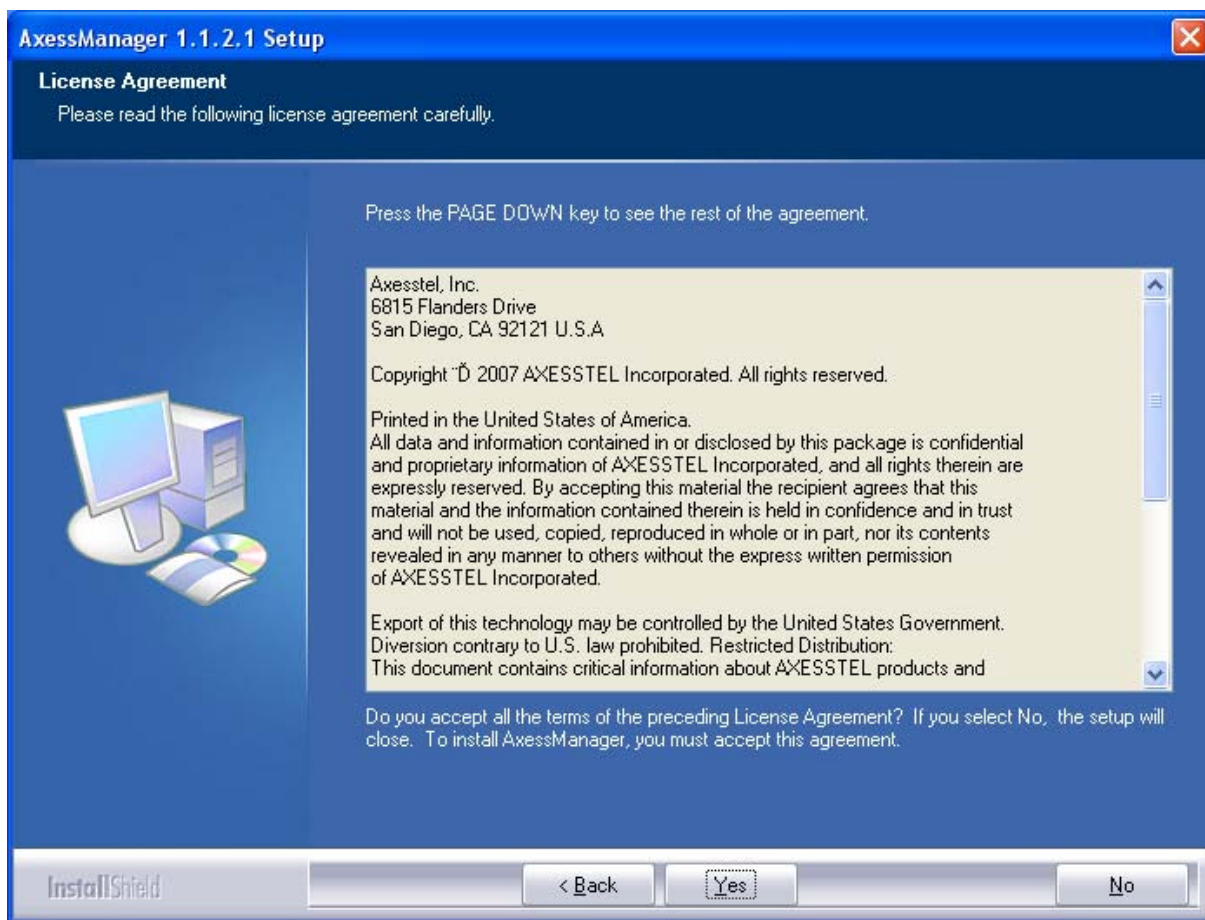 AxessManager 1.1.2.1 Setup
License Agreement
Please read the following license agreement carefully.
Press the PAGE DOWN key to see the rest of the agreement.
Axesstel, Inc.
6815 Flanders Drive
San Diego, CA 92121 U.S.A
Copyright ¨Ď 2007 AXESSTEL Incorporated. All rights reserved.
Printed in the United States of America.
All data and information contained in or disclosed by this package is confidential
and proprietary information of AXESSTEL Incorporated, and all rights therein are
expressly reserved. By accepting this material the recipient agrees that this
material and the information contained therein is held in confidence and in trust
and will not be used, copied, reproduced in whole or in part, nor its contents
revealed in any manner to others without the express written permission
of AXESSTEL Incorporated.
Export of this technology may be controlled by the United States Government.
Diversion contrary to U.S. law prohibited. Restricted Distribution:
This document contains critical information about AXESSTEL products and
Do you accept all the terms of the preceding License Agreement? If you select No, the setup will
close. To install AxessManager, you must accept this agreement.
InstallShield
< Back
Yes
No